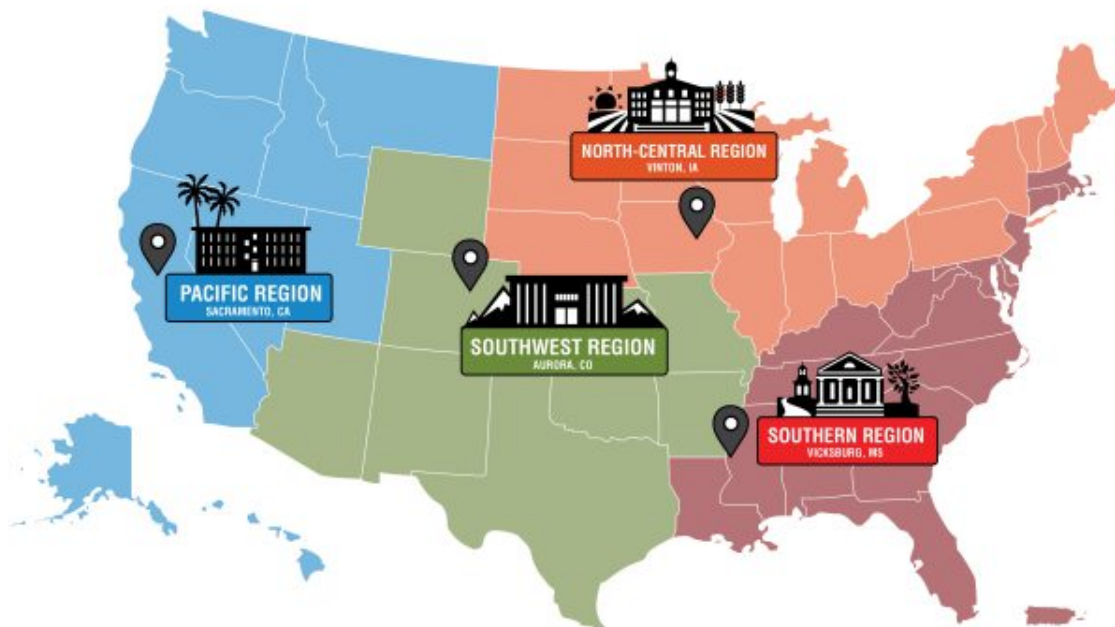 NORTH-CENTRAL REGION
VINTON, IA
PACIFIC REGION
SACRAMENTO, CA
SOUTHWEST REGION
AURORA, CO
SOUTHERN REGION
VICKSBURG, MS